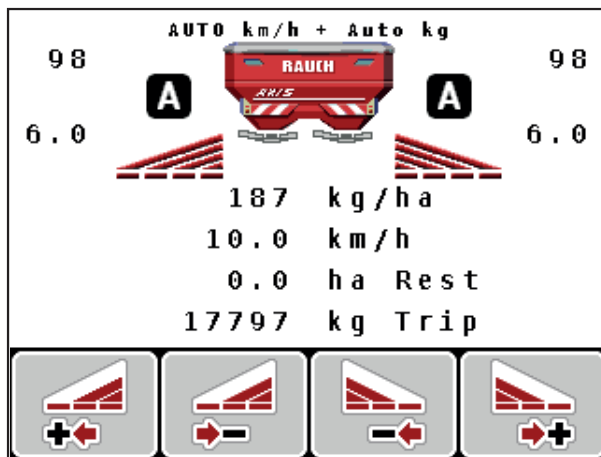 AUTO km/h + Auto kg
98 98
RAUCH
A AXIS A
6.0 6.0
187 kg/ha
10.0 km/h
0.0 ha Rest
17797 kg Trip